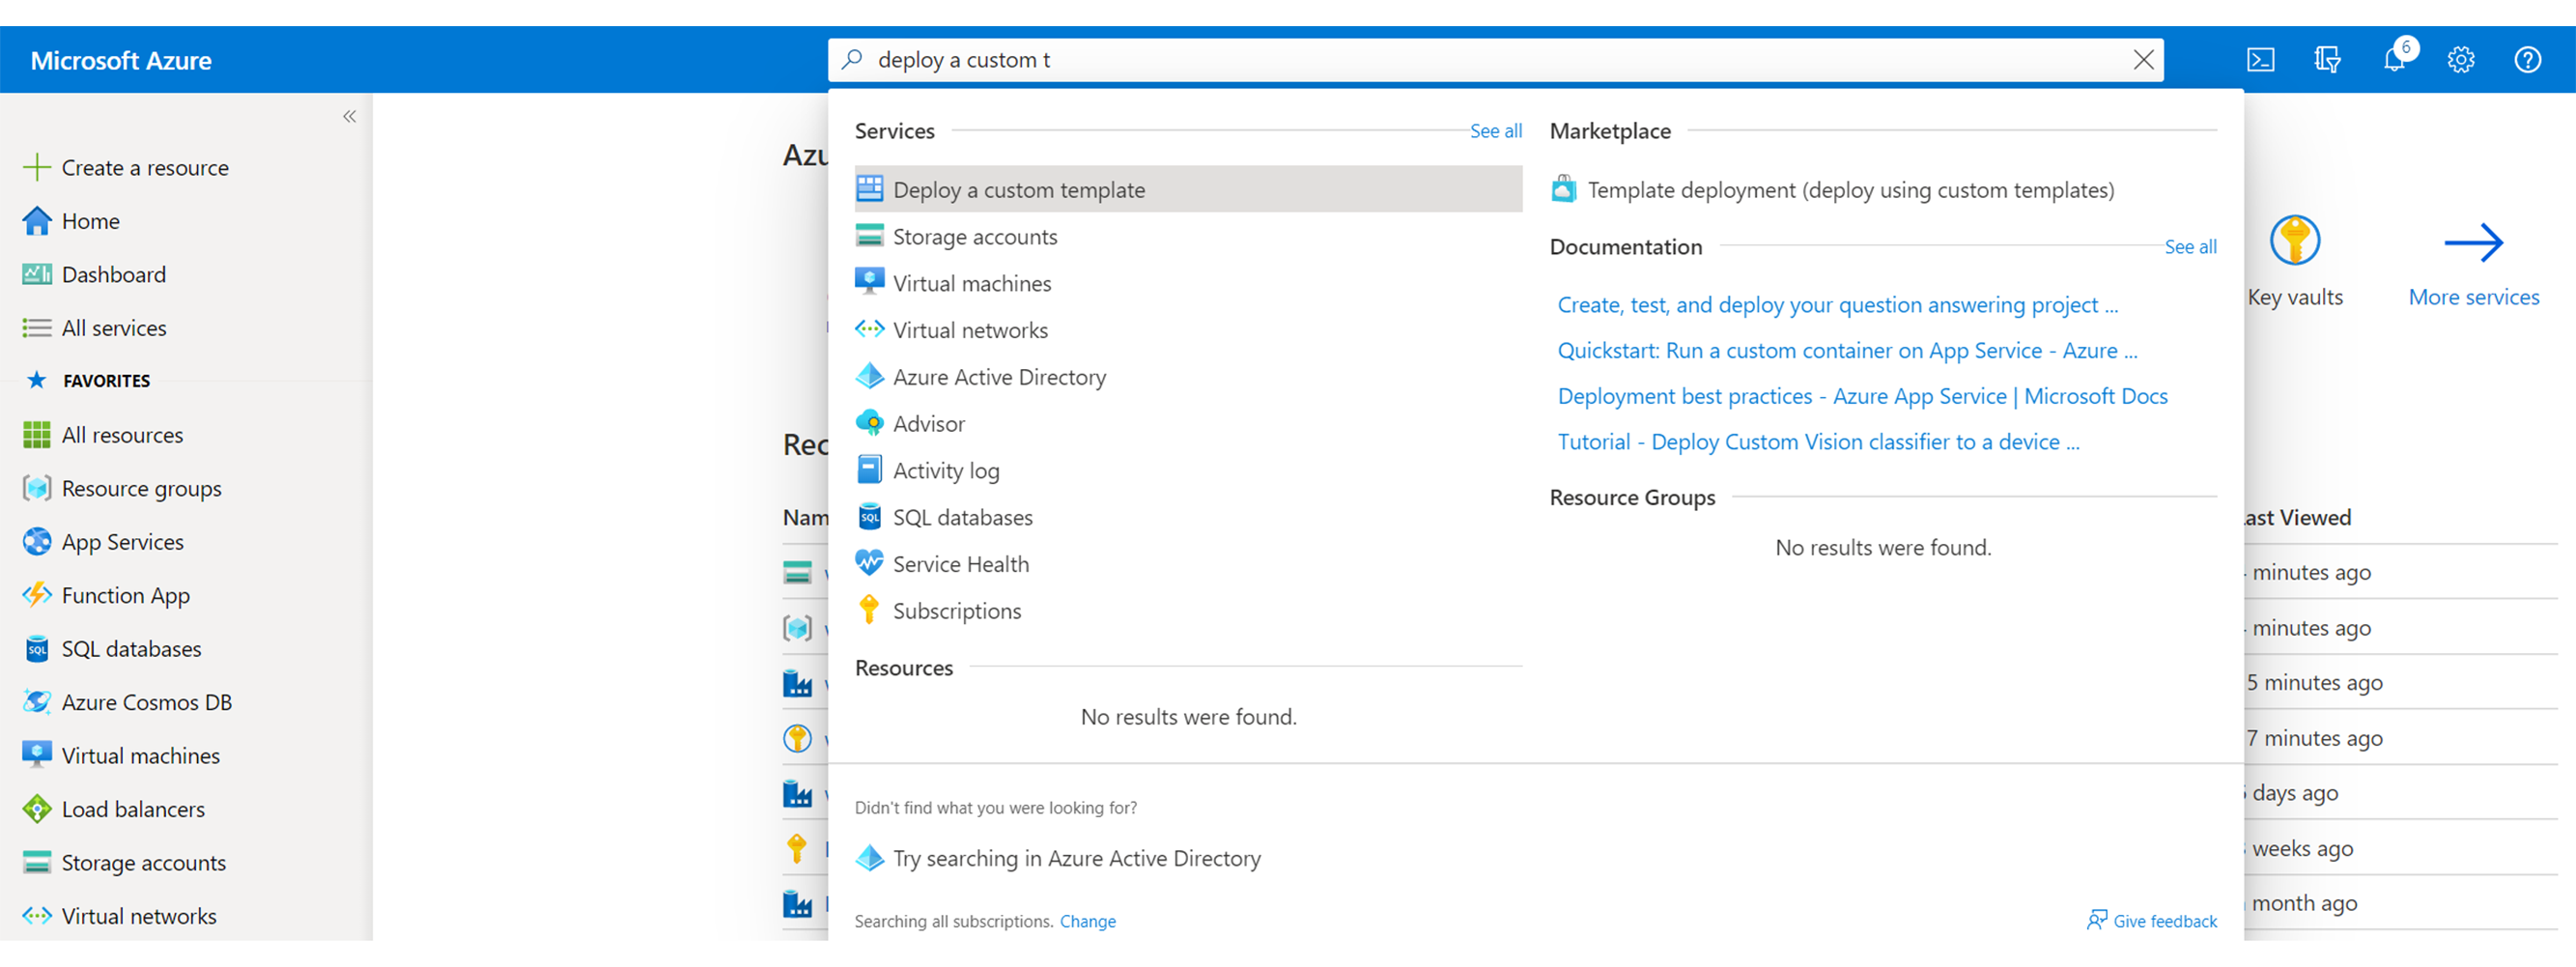 Microsoft Azure
deploy a custom t
6
Create a resource
Home
Dashboard
All services
FAVORITES
All resources
Resource groups
App Services
Function App
SQL databases
Azure Cosmos DB
Virtual machines
Load balancers
Storage accounts
Virtual networks
Services
See all
Deploy a custom template
Storage accounts
Virtual machines
Virtual networks
Azure Active Directory
Advisor
Activity log
SQL databases
Service Health
Subscriptions
Resources
No results were found.
Marketplace
Template deployment (deploy using custom templates)
Documentation
See all
Create, test, and deploy your question answering project ...
Quickstart: Run a custom container on App Service - Azure ...
Deployment best practices - Azure App Service | Microsoft Docs
Tutorial - Deploy Custom Vision classifier to a device ...
Resource Groups
No results were found.
Didn't find what you were looking for?
Try searching in Azure Active Directory
Searching all subscriptions. Change
Give feedback
Key vaults
More services
Viewed
minutes ago
minutes ago
minutes ago
minutes ago
days ago
weeks ago
month ago